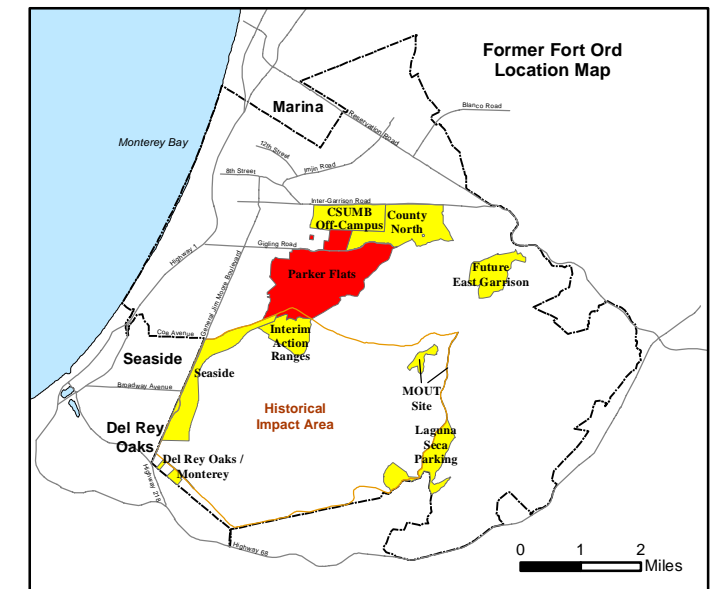 Former Fort Ord
Location Map
Marina
Blanco Road
Reservation Road
Monterey Bay
12th Street
Imjin Road
8th Street
Inter-Garrison Road
CSUMB
Off-Campus
County
North
Highway 1
Gigling Road
General Jim Moore Boulevard
Parker Flats
Future
East Garrison
Coe Avenue
Interim
Action
Ranges
Seaside
Seaside
Broadway Avenue
MOUT
Site
Historical
Impact Area
Del Rey
Oaks
Laguna
Seca
Parking
Del Rey Oaks /
Monterey
Highway 218
Highway 68
0 1 2
Miles